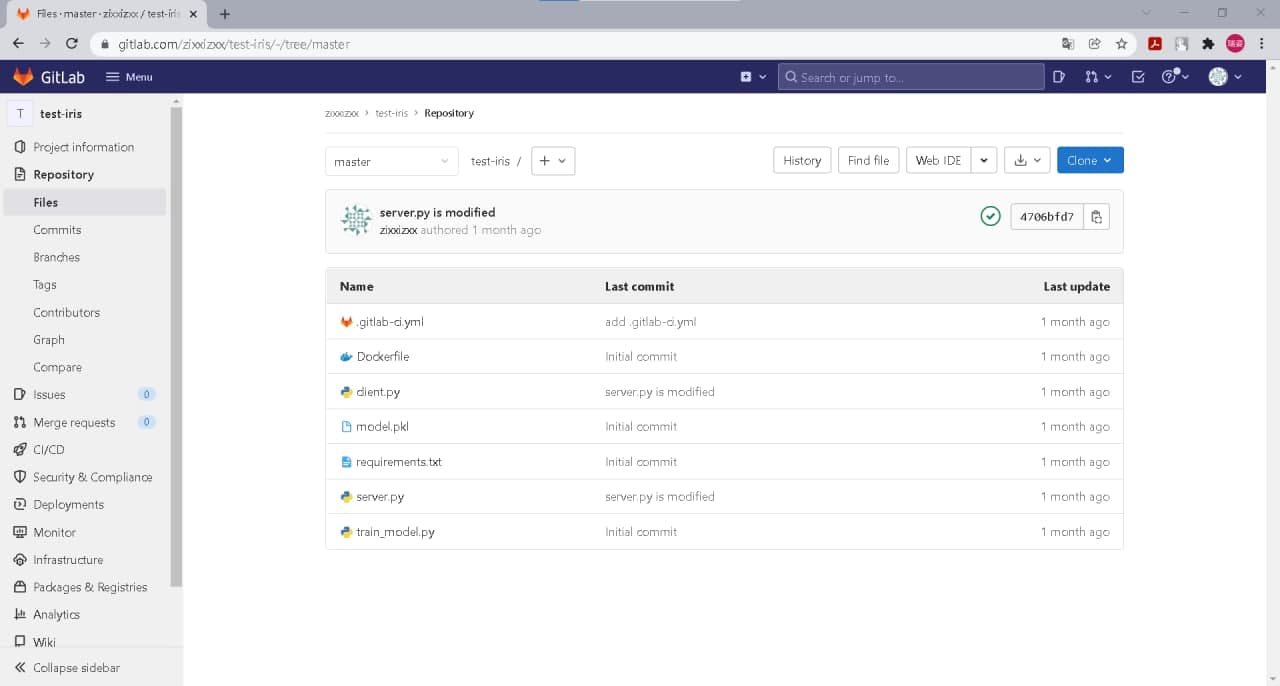 Files · master · zixxizxx / test-iris
gitlab.com/zixxizxx/test-iris/-/tree/master
瑞姿
GitLab
Menu
Search or jump to...
T test-iris
Project information
Repository
Files
Commits
Branches
Tags
Contributors
Graph
Compare
Issues 0
Merge requests 0
CI/CD
Security & Compliance
Deployments
Monitor
Infrastructure
Packages & Registries
Analytics
Wiki
Collapse sidebar
zixxizxx > test-iris > Repository
master test-iris / +
History Find file Web IDE Clone
server.py is modified
zixxizxx authored 1 month ago
4706bfd7
Name Last commit Last update
.gitlab-ci.yml add .gitlab-ci.yml 1 month ago
Dockerfile Initial commit 1 month ago
client.py server.py is modified 1 month ago
model.pkl Initial commit 1 month ago
requirements.txt Initial commit 1 month ago
server.py server.py is modified 1 month ago
train_model.py Initial commit 1 month ago